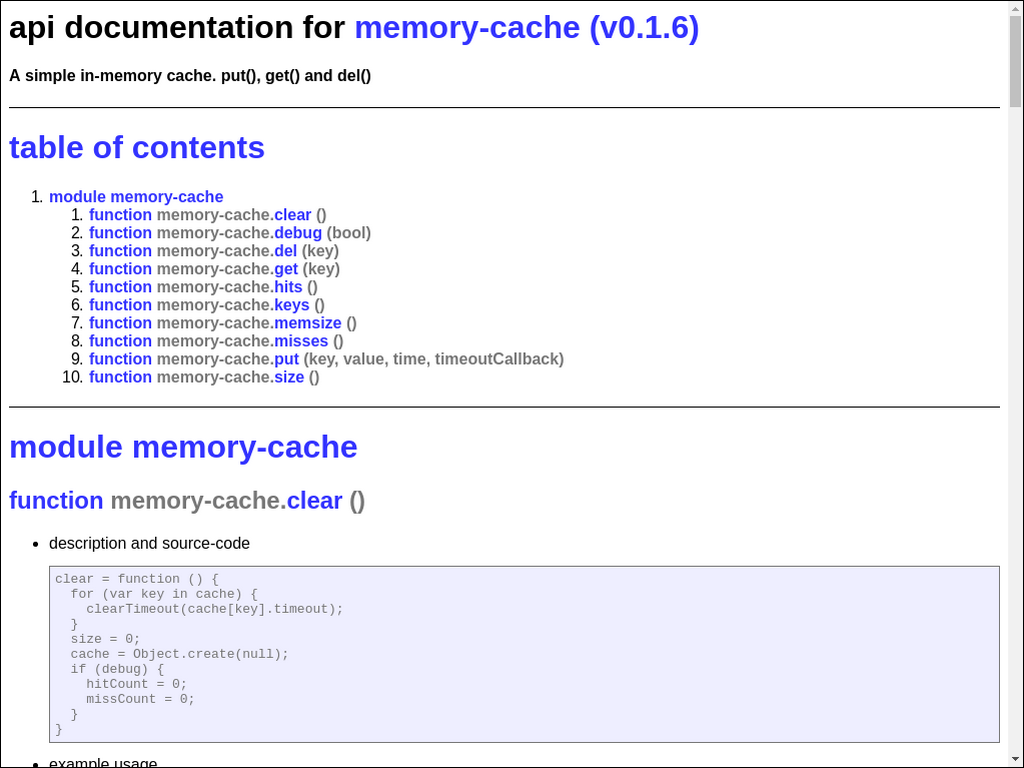 api documentation for memory-cache (v0.1.6)
A simple in-memory cache. put(), get() and del()
table of contents
1. module memory-cache
1. function memory-cache.clear ()
2. function memory-cache.debug (bool)
3. function memory-cache.del (key)
4. function memory-cache.get (key)
5. function memory-cache.hits ()
6. function memory-cache.keys ()
7. function memory-cache.memsize ()
8. function memory-cache.misses ()
9. function memory-cache.put (key, value, time, timeoutCallback)
10. function memory-cache.size ()
module memory-cache
function memory-cache.clear ()
• description and source-code
clear = function () {
  for (var key in cache) {
    clearTimeout(cache[key].timeout);
  }
  size = 0;
  cache = Object.create(null);
  if (debug) {
    hitCount = 0;
    missCount = 0;
  }
}
• example usage